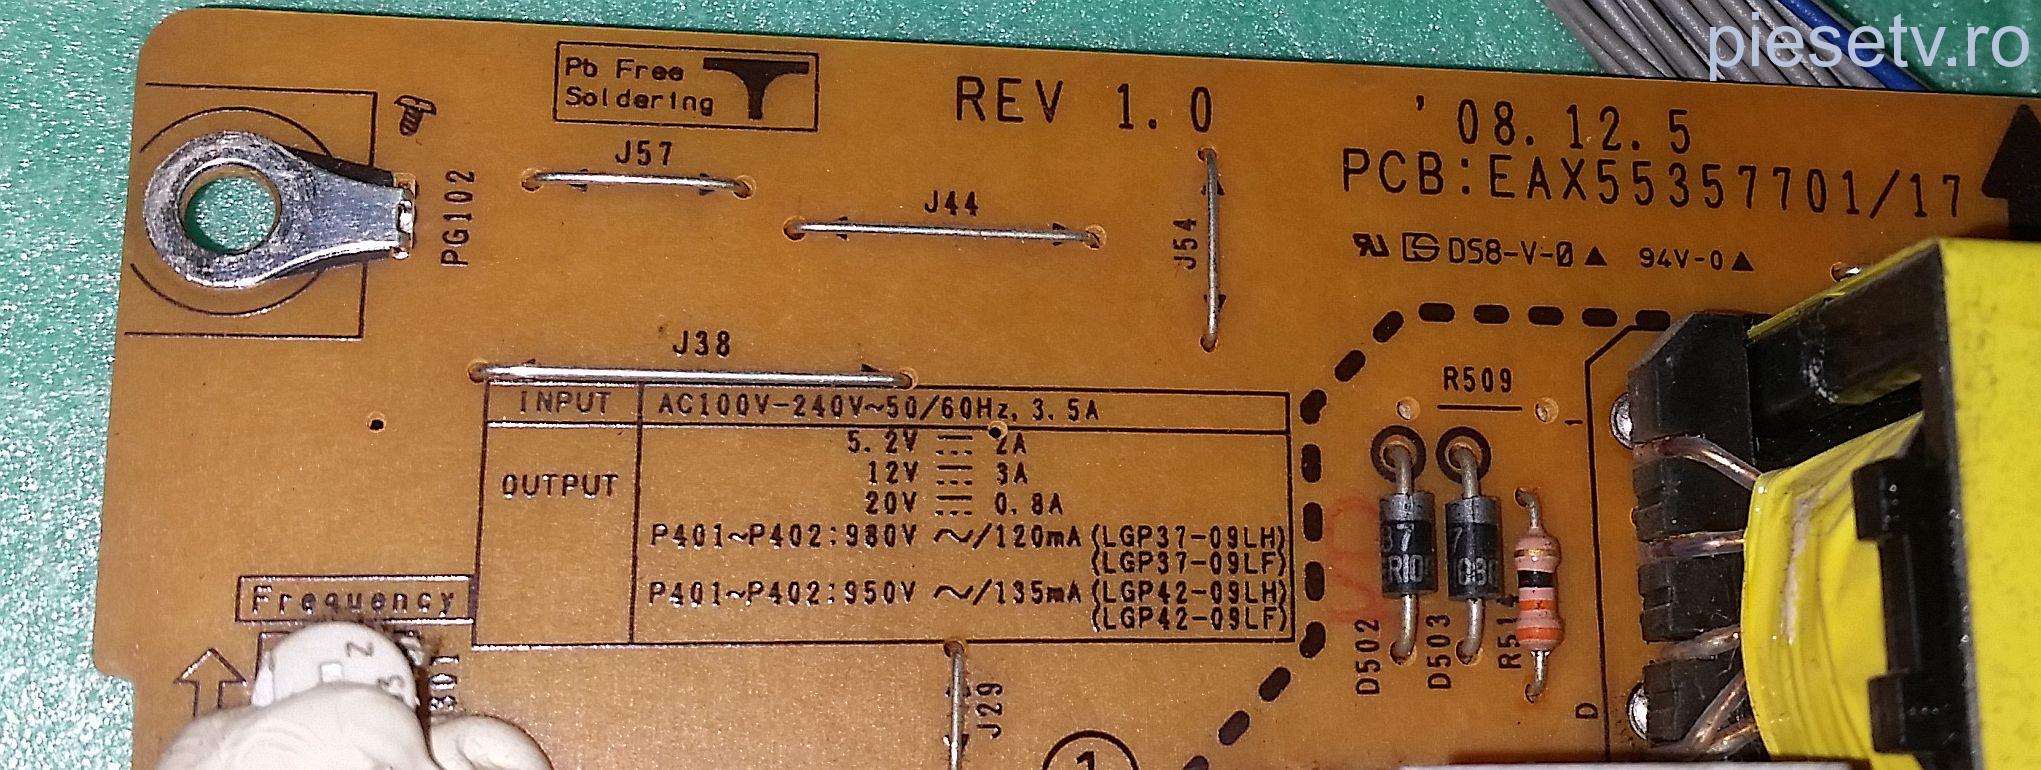 piesetv.ro
Pb Free
Soldering
REV 1.0
'08.12.5
PCB:EAX55357701/17
DS8-V-0 94V-0
J57
PG102
J44
J54
J38
R509
INPUT AC100V-240V~50/60Hz, 3.5A
OUTPUT
5.2V ⎓ 2A
12V ⎓ 3A
20V ⎓ 0.8A
P401~P402:980V ~/120mA (LGP37-09LH)
(LGP37-09LF)
P401~P402:950V ~/135mA (LGP42-09LH)
(LGP42-09LF)
Frequency
2
3
J29
1
D502
D503
D
1